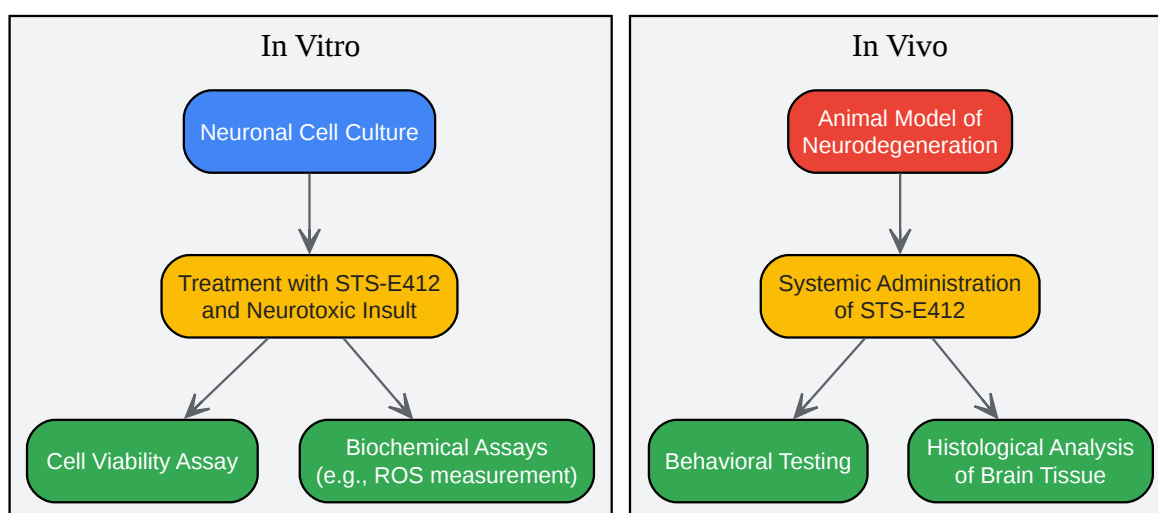 In Vitro
Neuronal Cell Culture
Treatment with STS-E412
and Neurotoxic Insult
Cell Viability Assay
Biochemical Assays
(e.g., ROS measurement)
In Vivo
Animal Model of
Neurodegeneration
Systemic Administration
of STS-E412
Behavioral Testing
Histological Analysis
of Brain Tissue